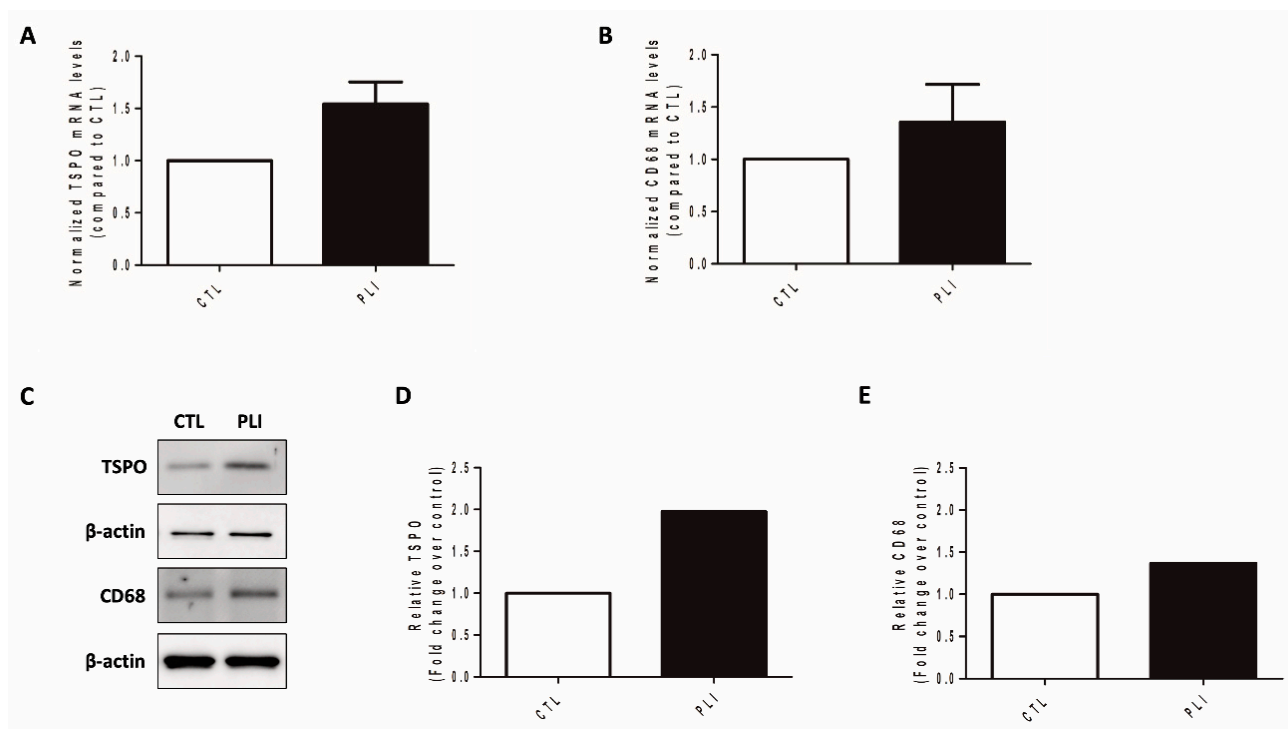 A
Normalized TSPO mRNA levels
(compared to CTL)
2.0
1.5
1.0
0.5
0.0
CTL
PLI
B
Normalized CD68 mRNA levels
(compared to CTL)
2.0
1.5
1.0
0.5
0.0
CTL
PLI
C
CTL PLI
TSPO
β-actin
CD68
β-actin
D
Relative TSPO
(Fold change over control)
2.5
2.0
1.5
1.0
0.5
0.0
CTL
PLI
E
Relative CD68
(Fold change over control)
2.5
2.0
1.5
1.0
0.5
0.0
CTL
PLI